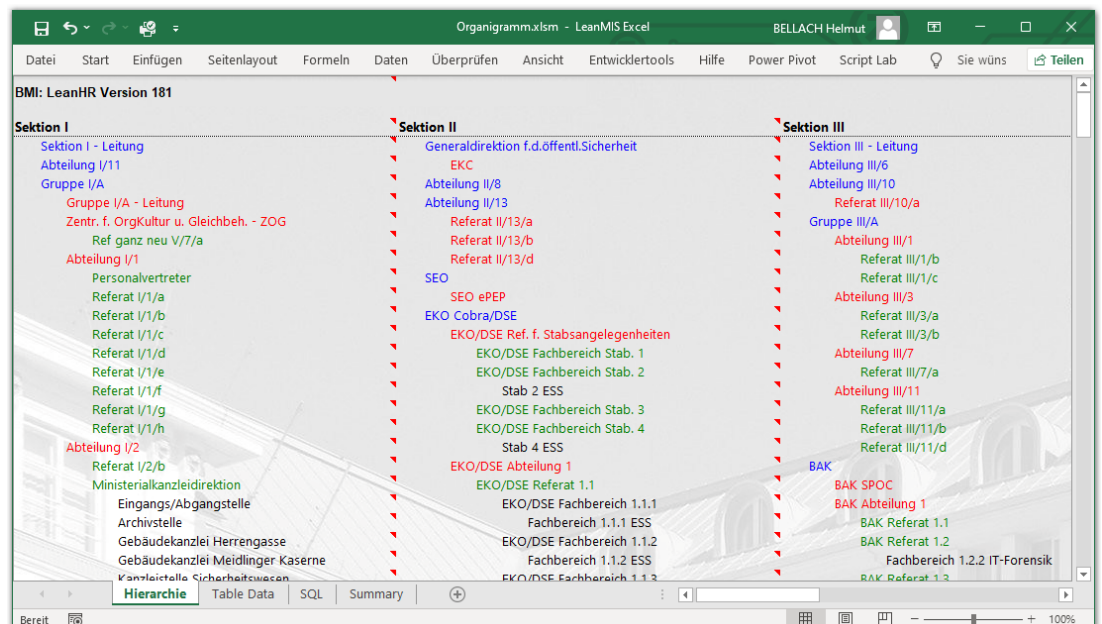 Organigramm.xlsm - LeanMIS Excel
BELLACH Helmut
Datei Start Einfügen Seitenlayout Formeln Daten Überprüfen Ansicht Entwicklertools Hilfe Power Pivot Script Lab Sie wüns Teilen
BMI: LeanHR Version 181
Sektion I
Sektion I - Leitung
Abteilung I/11
Gruppe I/A
Gruppe I/A - Leitung
Zentr. f. OrgKultur u. Gleichbeh. - ZOG
Ref ganz neu V/7/a
Abteilung I/1
Personalvertreter
Referat I/1/a
Referat I/1/b
Referat I/1/c
Referat I/1/d
Referat I/1/e
Referat I/1/f
Referat I/1/g
Referat I/1/h
Abteilung I/2
Referat I/2/b
Ministerialkanzleidirektion
Eingangs/Abgangstelle
Archivstelle
Gebäudekanzlei Herrengasse
Gebäudekanzlei Meidlinger Kaserne
Kanzleistelle Sicherheitswesen
Sektion II
Generaldirektion f.d.öffentl.Sicherheit
EKC
Abteilung II/8
Abteilung II/13
Referat II/13/a
Referat II/13/b
Referat II/13/d
SEO
SEO ePEP
EKO Cobra/DSE
EKO/DSE Ref. f. Stabsangelegenheiten
EKO/DSE Fachbereich Stab. 1
EKO/DSE Fachbereich Stab. 2
Stab 2 ESS
EKO/DSE Fachbereich Stab. 3
EKO/DSE Fachbereich Stab. 4
Stab 4 ESS
EKO/DSE Abteilung 1
EKO/DSE Referat 1.1
EKO/DSE Fachbereich 1.1.1
Fachbereich 1.1.1 ESS
EKO/DSE Fachbereich 1.1.2
Fachbereich 1.1.2 ESS
EKO/DSE Fachbereich 1.1.3
Sektion III
Sektion III - Leitung
Abteilung III/6
Abteilung III/10
Referat III/10/a
Gruppe III/A
Abteilung III/1
Referat III/1/b
Referat III/1/c
Abteilung III/3
Referat III/3/a
Referat III/3/b
Abteilung III/7
Referat III/7/a
Abteilung III/11
Referat III/11/a
Referat III/11/b
Referat III/11/d
BAK
BAK SPOC
BAK Abteilung 1
BAK Referat 1.1
BAK Referat 1.2
Fachbereich 1.2.2 IT-Forensik
BAK Referat 1.3
Hierarchie Table Data SQL Summary
Bereit
100%